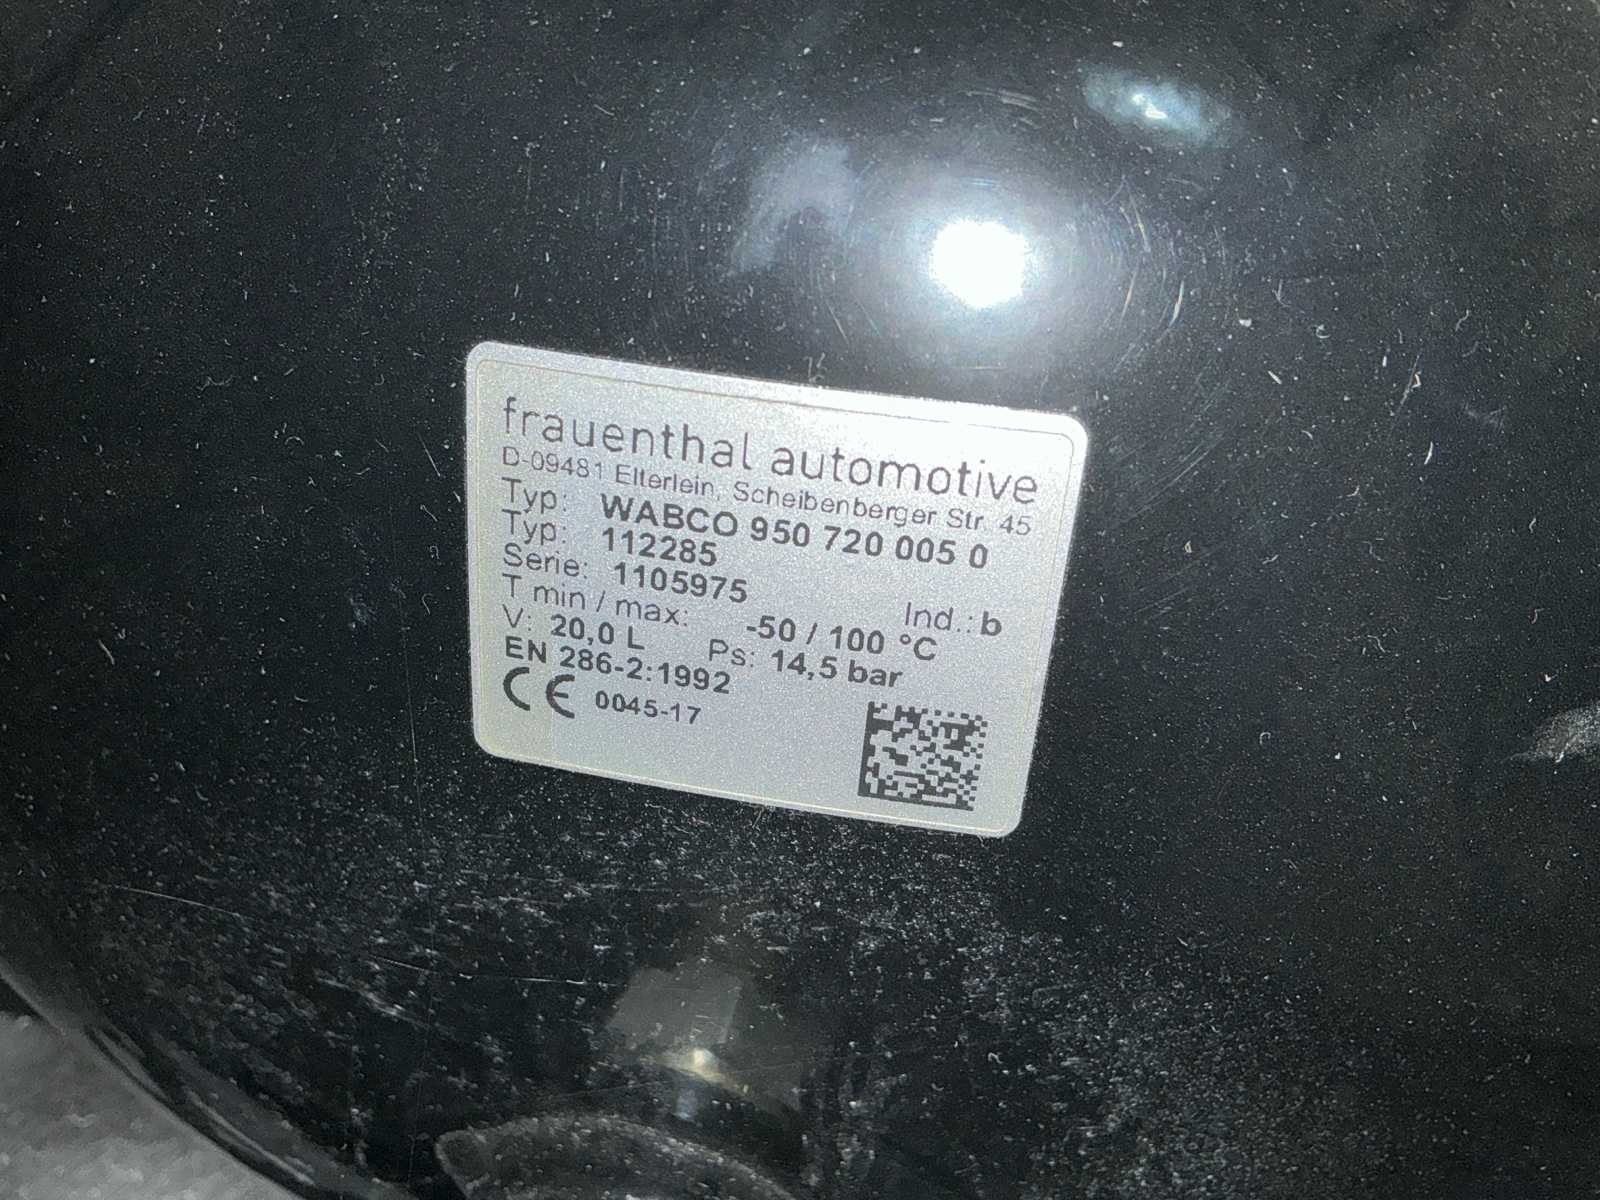 frauenthal automotive
D-09481 Elterlein, Scheibenberger Str. 45
Typ: WABCO 950 720 005 0
Typ: 112285
Serie: 1105975 Ind.: b
T min / max: -50 / 100 °C
V: 20,0 L Ps: 14,5 bar
EN 286-2:1992
CE 0045-17